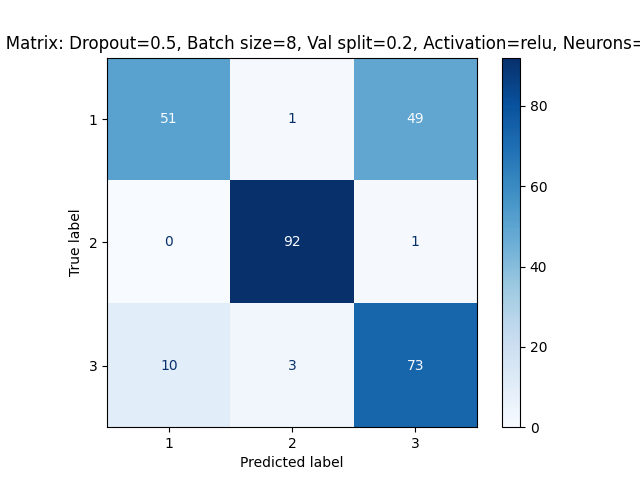 Matrix: Dropout=0.5, Batch size=8, Val split=0.2, Activation=relu, Neurons=
51 1 49
0 92 1
10 3 73
1
2
3
True label
1 2 3
Predicted label
80
60
40
20
0